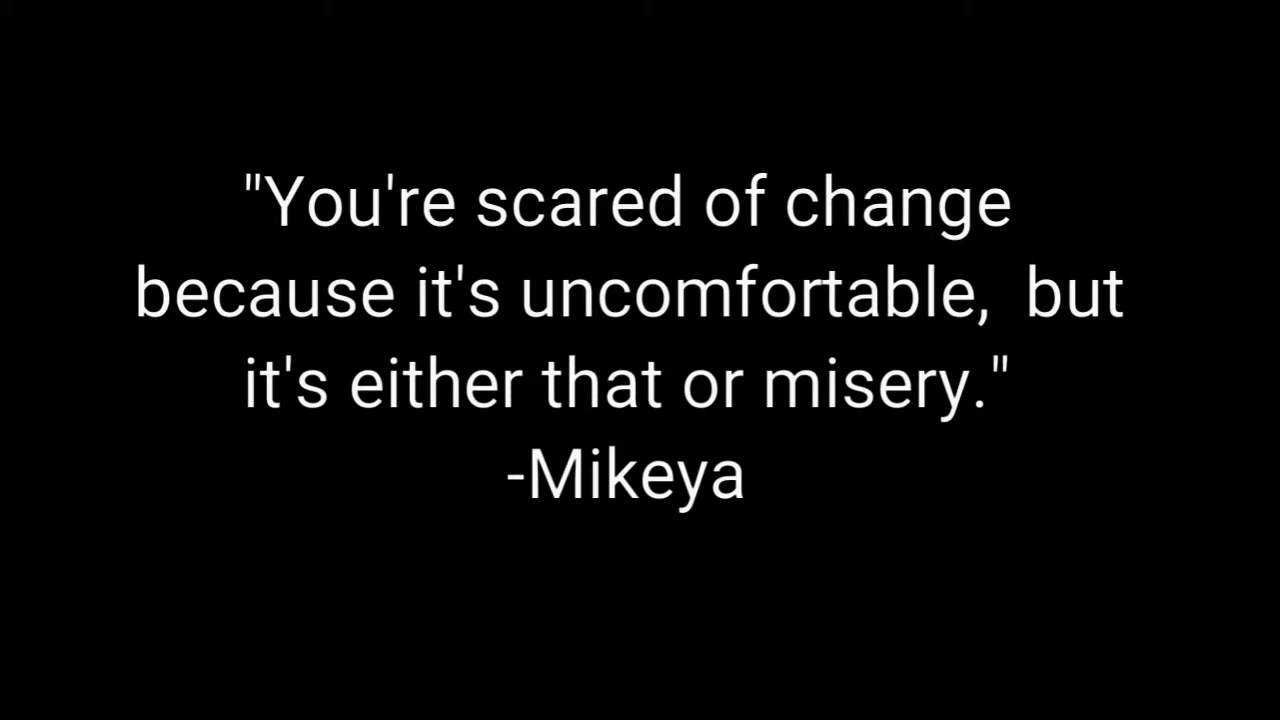 "You're scared of change
because it's uncomfortable,  but
it's either that or misery."
-Mikeya